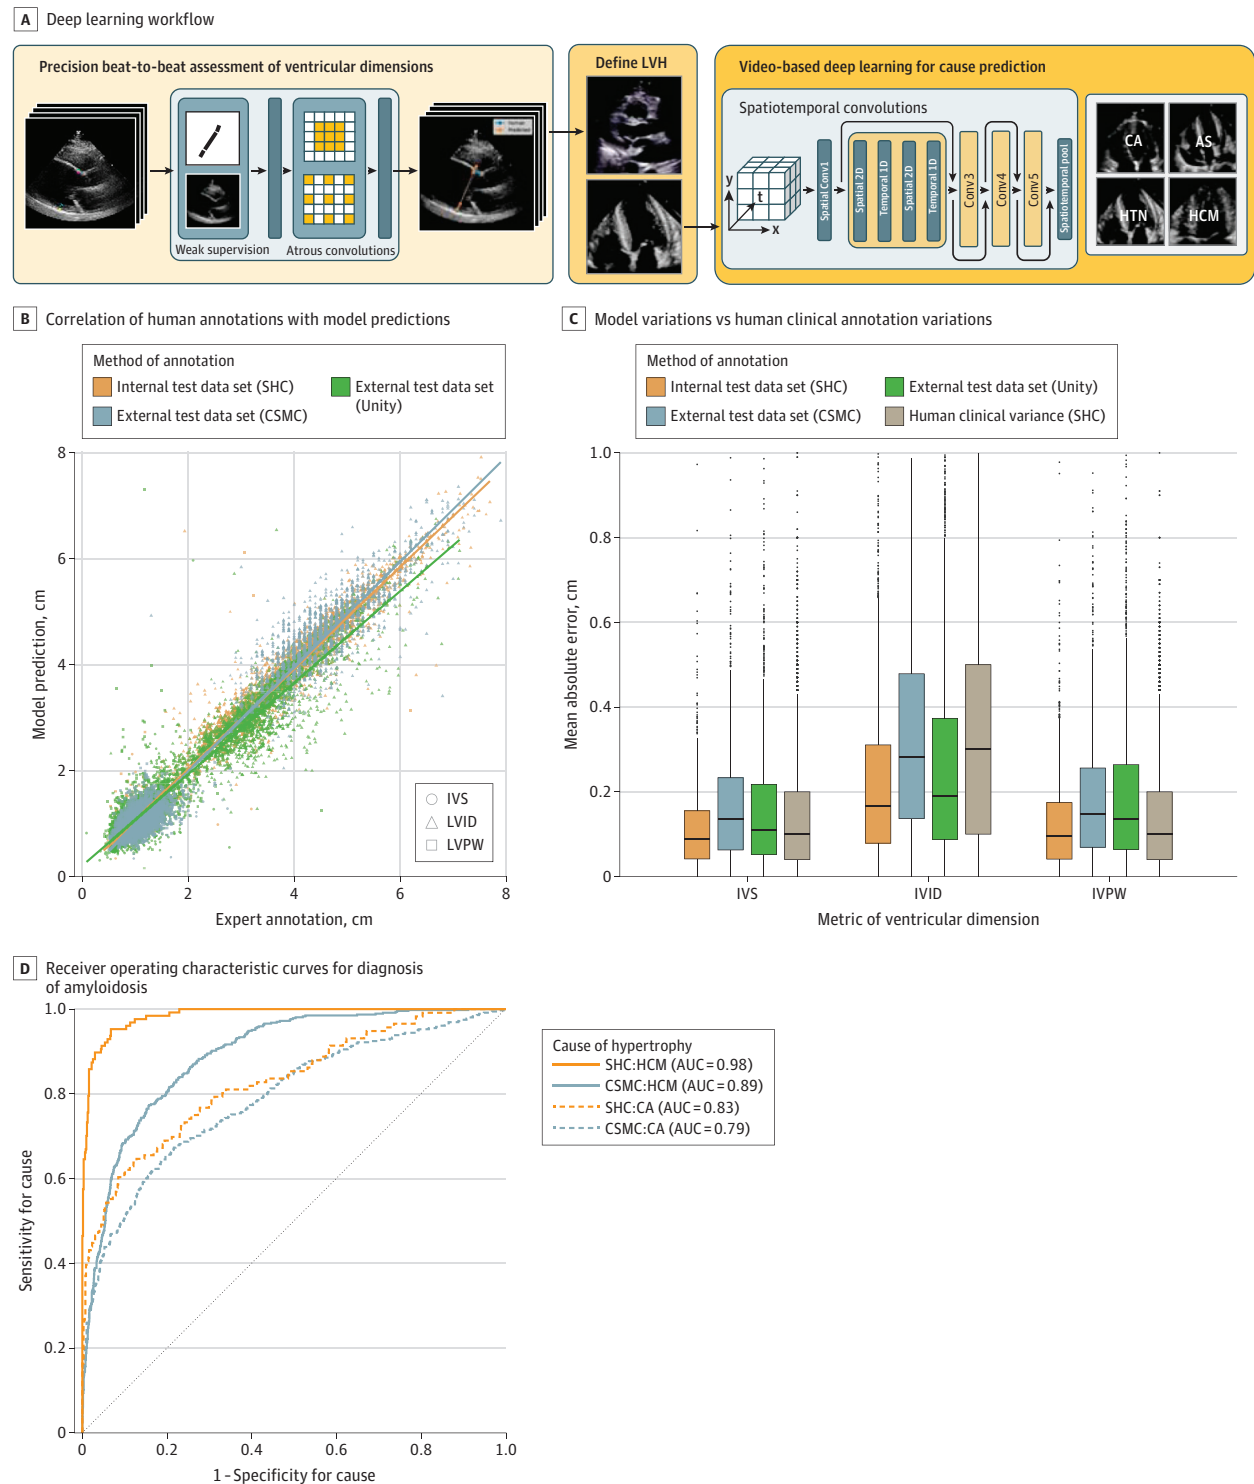 A Deep learning workflow
Precision beat-to-beat assessment of ventricular dimensions
Weak supervision
Atrous convolutions
Human
Predicted
Define LVH
Video-based deep learning for cause prediction
Spatiotemporal convolutions
y
t
x
Spatial Conv1
Spatial 2D
Temporal 1D
Spatial 2D
Temporal 1D
Conv3
Conv4
Conv5
Spatiotemporal pool
CA
AS
HTN
HCM
B Correlation of human annotations with model predictions
Method of annotation
Internal test data set (SHC)
External test data set (CSMC)
External test data set
(Unity)
8
6
4
2
0
Model prediction, cm
IVS
LVID
LVPW
0 2 4 6 8
Expert annotation, cm
C Model variations vs human clinical annotation variations
Method of annotation
Internal test data set (SHC)
External test data set (CSMC)
External test data set (Unity)
Human clinical variance (SHC)
1.0
0.8
0.6
0.4
0.2
0
Mean absolute error, cm
IVS IVID IVPW
Metric of ventricular dimension
D Receiver operating characteristic curves for diagnosis
of amyloidosis
1.0
0.8
0.6
0.4
0.2
0
Sensitivity for cause
0 0.2 0.4 0.6 0.8 1.0
1 – Specificity for cause
Cause of hypertrophy
SHC:HCM (AUC = 0.98)
CSMC:HCM (AUC = 0.89)
SHC:CA (AUC = 0.83)
CSMC:CA (AUC = 0.79)